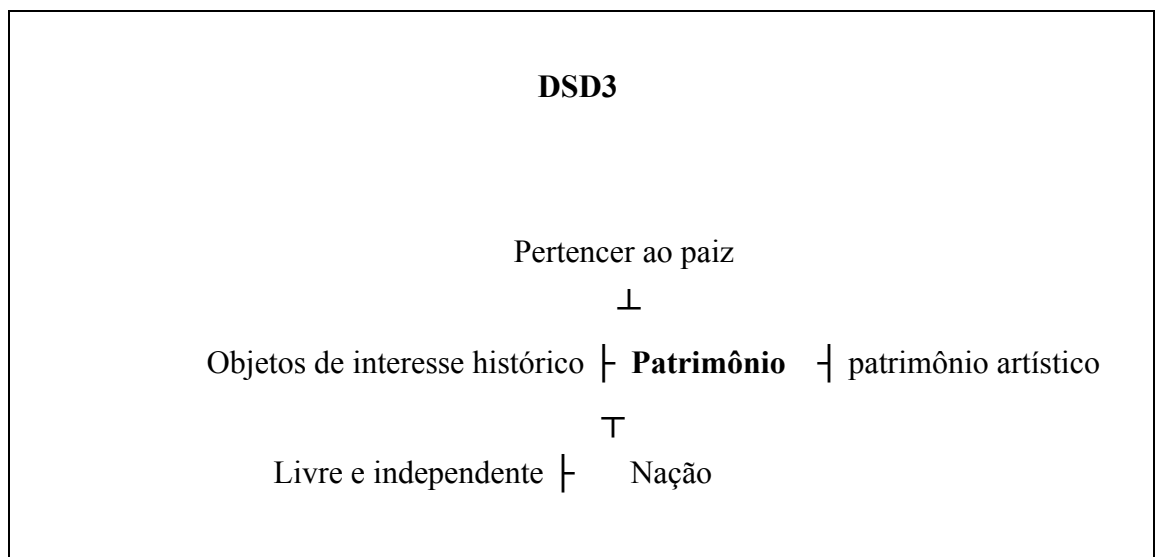 DSD3
Pertencer ao paiz
┴
Objetos de interesse histórico ├ Patrimônio ┤ patrimônio artístico
┬
Livre e independente ├ Nação